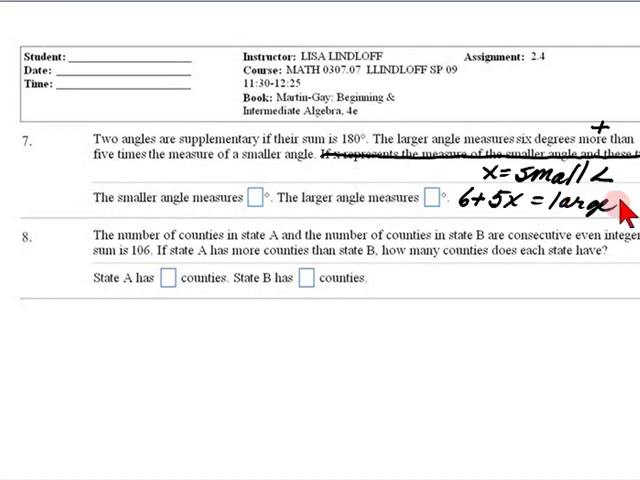 Student:
Instructor: LISA LINDLOFF
Assignment: 2.4
Date:
Course: MATH 0307.07 LLINDLOFF SP 09
Time:
11:30-12:25
Book: Martin-Gay: Beginning &
Intermediate Algebra, 4e
+
7.
Two angles are supplementary if their sum is 180°. The larger angle measures six degrees more than
five times the measure of a smaller angle. If x represents the measure of the smaller angle and these t
x = small <
The smaller angle measures °. The larger angle measures °.
6 + 5x = large
8.
The number of counties in state A and the number of counties in state B are consecutive even integer
sum is 106. If state A has more counties than state B, how many counties does each state have?
State A has counties. State B has counties.